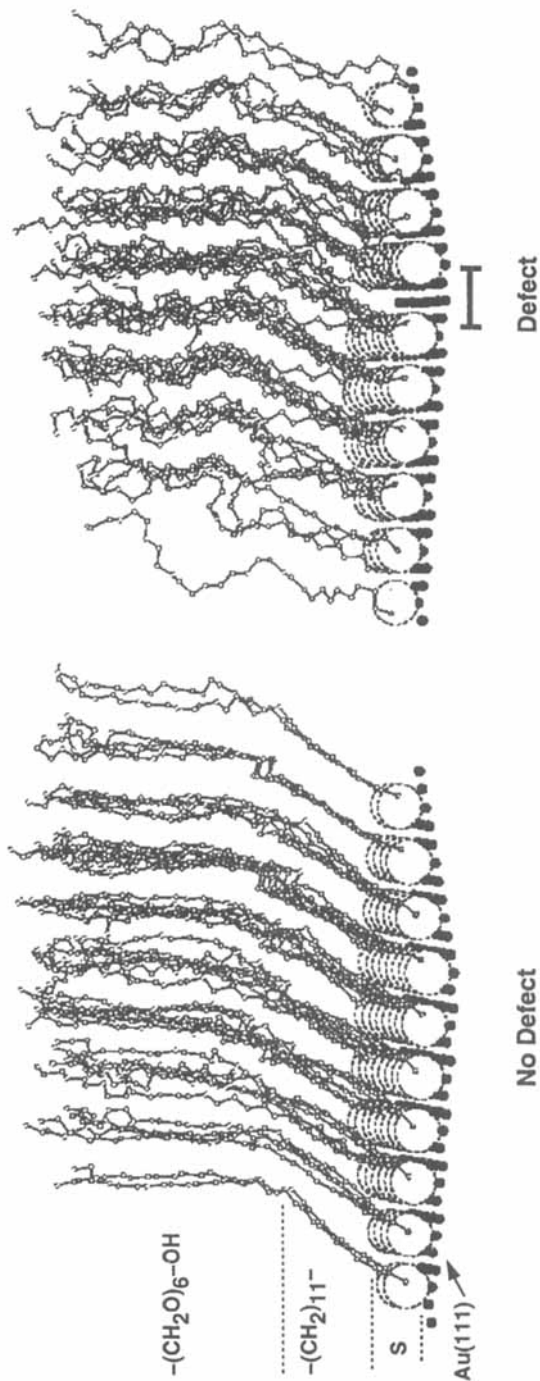 –(CH₂O)₆–OH
–(CH₂)₁₁–
S
Au(111)
No Defect
Defect